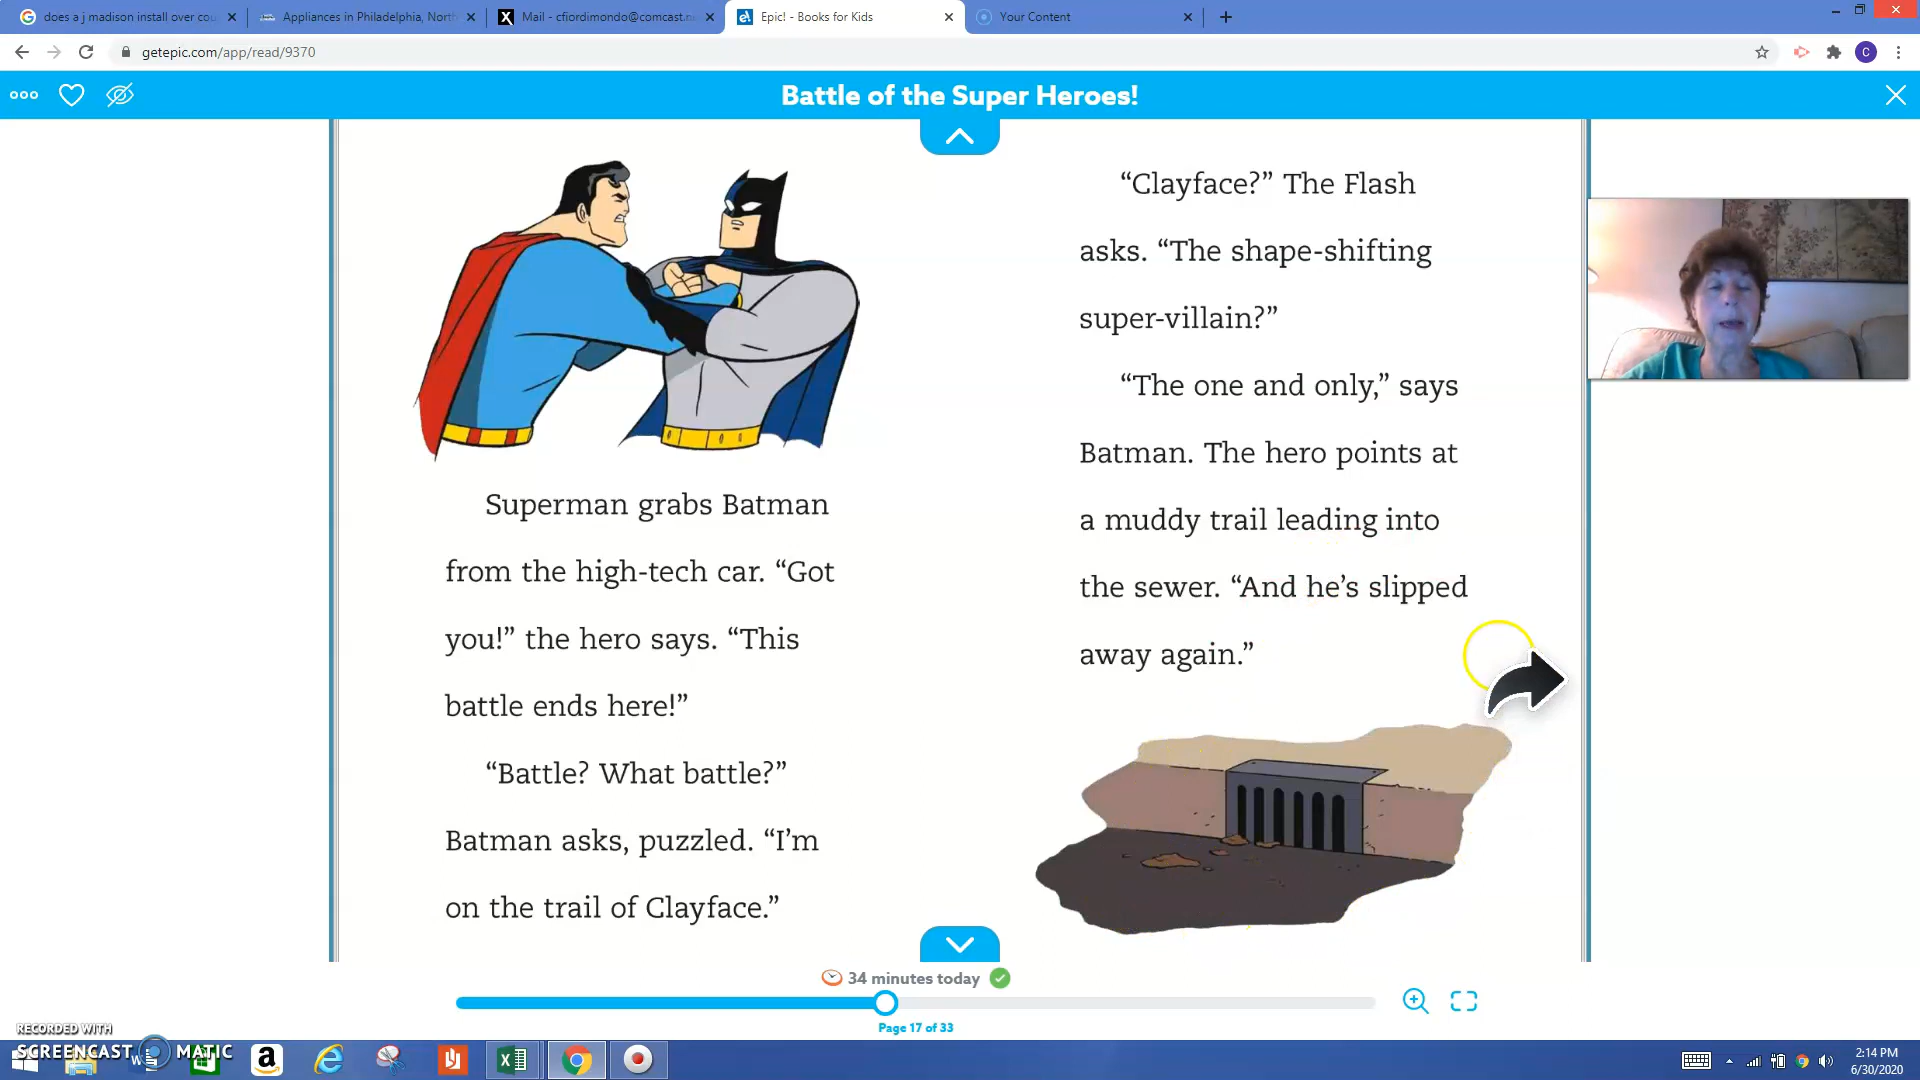 does a j madison install over cou
Appliances in Philadelphia, North
Mail - cfiordimondo@comcast.ne
Epic! - Books for Kids
Your Content
getepic.com/app/read/9370
C
Battle of the Super Heroes!
Superman grabs Batman
from the high-tech car. “Got
you!” the hero says. “This
battle ends here!”
“Battle? What battle?”
Batman asks, puzzled. “I’m
on the trail of Clayface.”
“Clayface?” The Flash
asks. “The shape-shifting
super-villain?”
“The one and only,” says
Batman. The hero points at
a muddy trail leading into
the sewer. “And he’s slipped
away again.”
34 minutes today
Page 17 of 33
RECORDED WITH
SCREENCAST MATIC
2:14 PM
6/30/2020